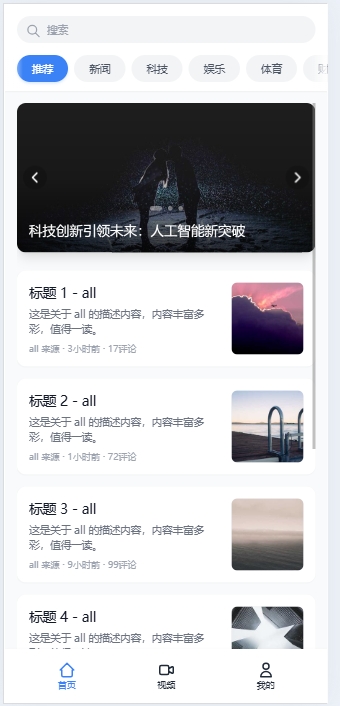 搜索
推荐 新闻 科技 娱乐 体育
科技创新引领未来：人工智能新突破
标题 1 - all
这是关于 all 的描述内容，内容丰富多
彩，值得一读。
all 来源 · 3小时前 · 17评论
标题 2 - all
这是关于 all 的描述内容，内容丰富多
彩，值得一读。
all 来源 · 1小时前 · 72评论
标题 3 - all
这是关于 all 的描述内容，内容丰富多
彩，值得一读。
all 来源 · 9小时前 · 99评论
标题 4 - all
这是关于 all 的描述内容，内容丰富多
首页 视频 我的